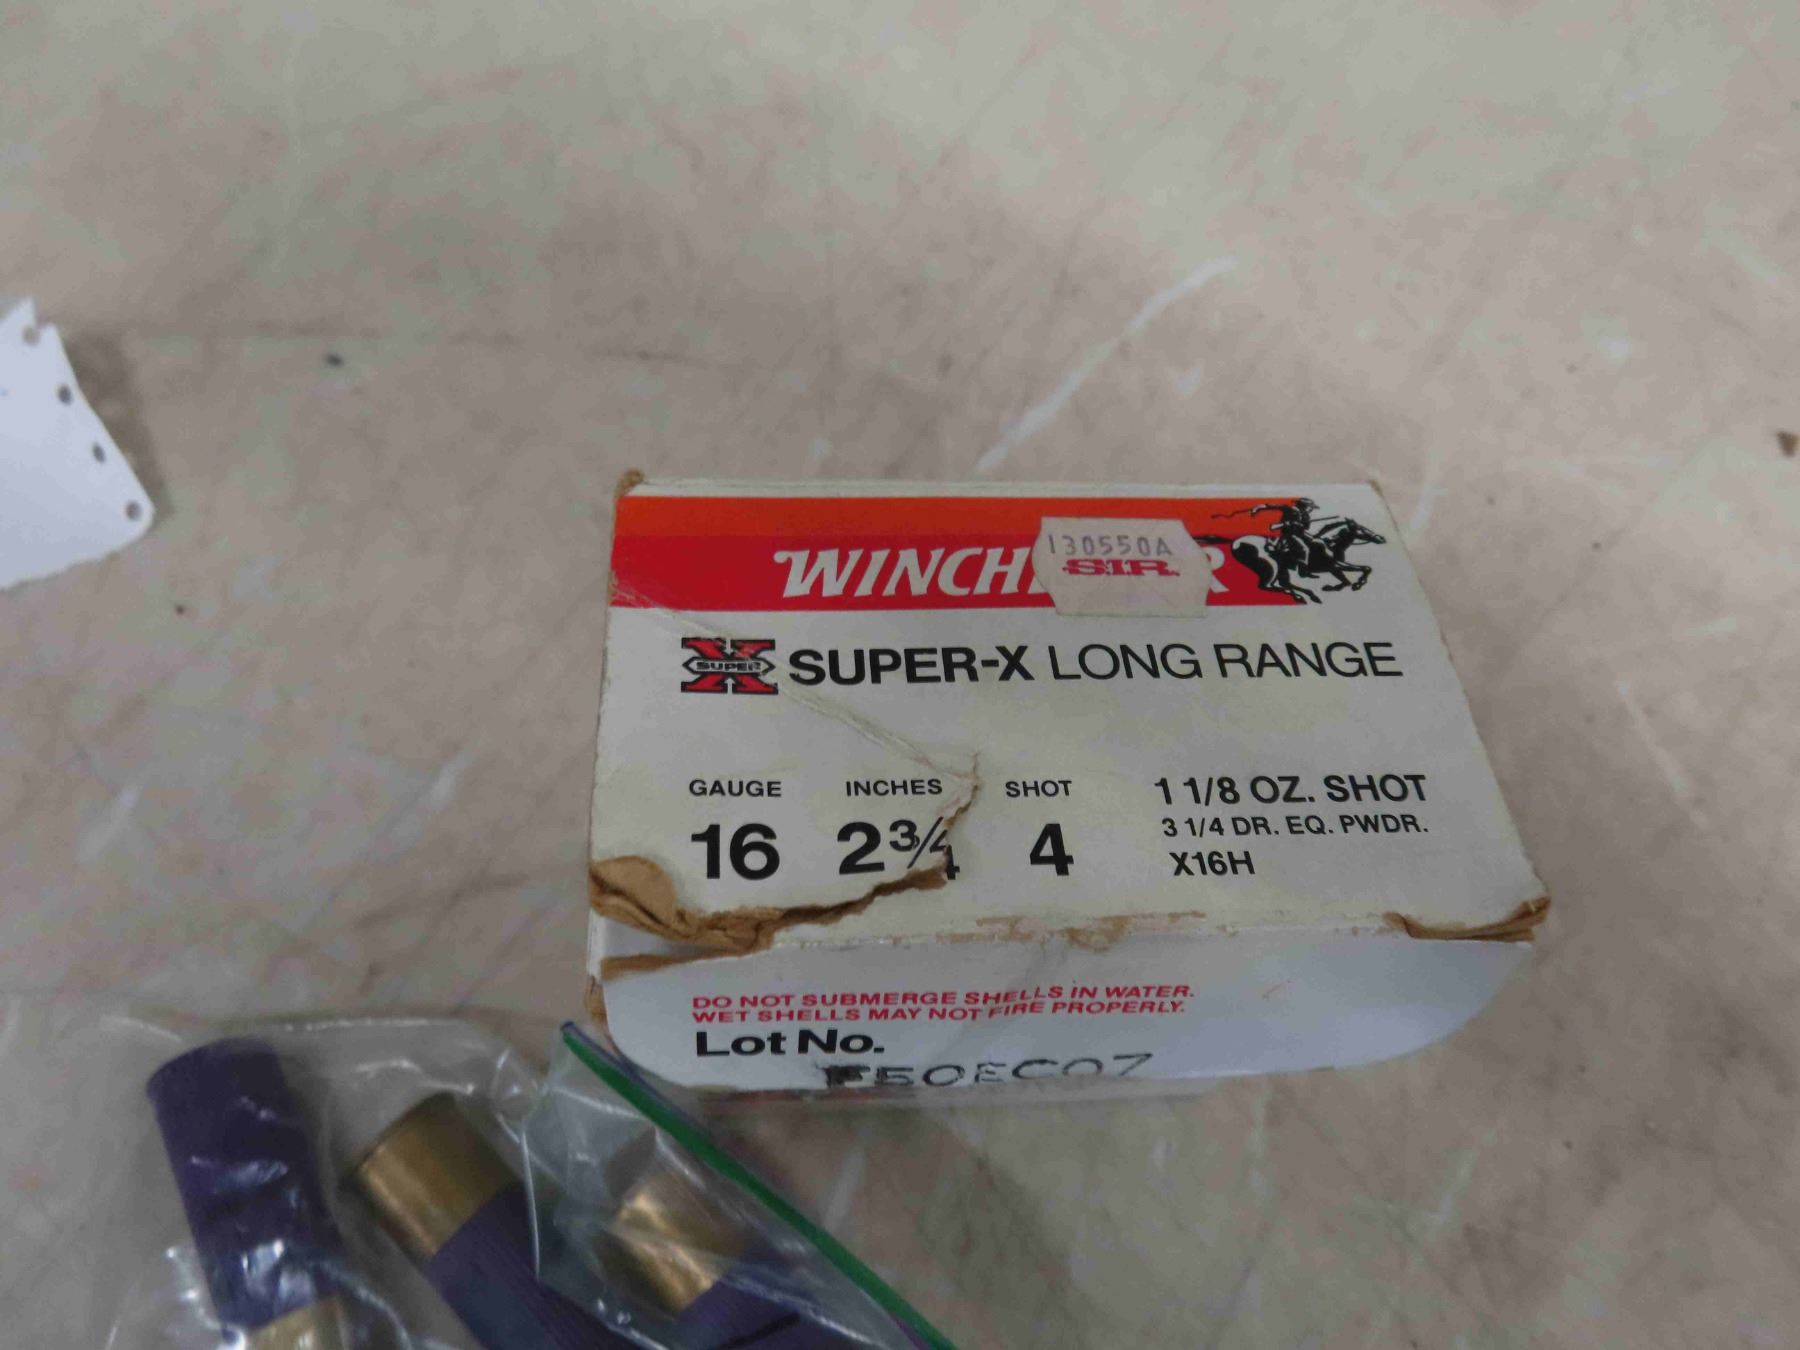 130550A
S.I.R.
WINCH R
SUPER X
SUPER-X LONG RANGE
GAUGE INCHES SHOT 1 1/8 OZ. SHOT
3 1/4 DR. EQ. PWDR.
16 2 3/4 4 X16H
DO NOT SUBMERGE SHELLS IN WATER.
WET SHELLS MAY NOT FIRE PROPERLY.
Lot No.